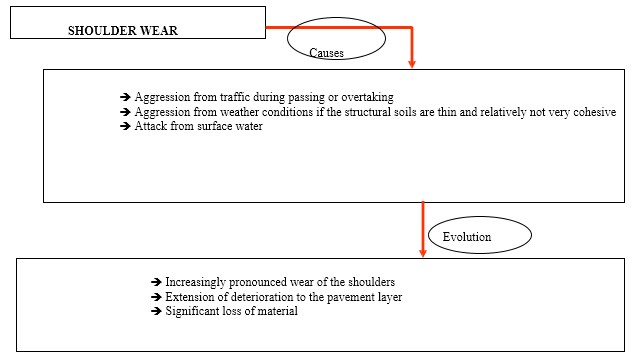 SHOULDER WEAR
Causes
➔ Aggression from traffic during passing or overtaking
➔ Aggression from weather conditions if the structural soils are thin and relatively not very cohesive
➔ Attack from surface water
Evolution
➔ Increasingly pronounced wear of the shoulders
➔ Extension of deterioration to the pavement layer
➔ Significant loss of material